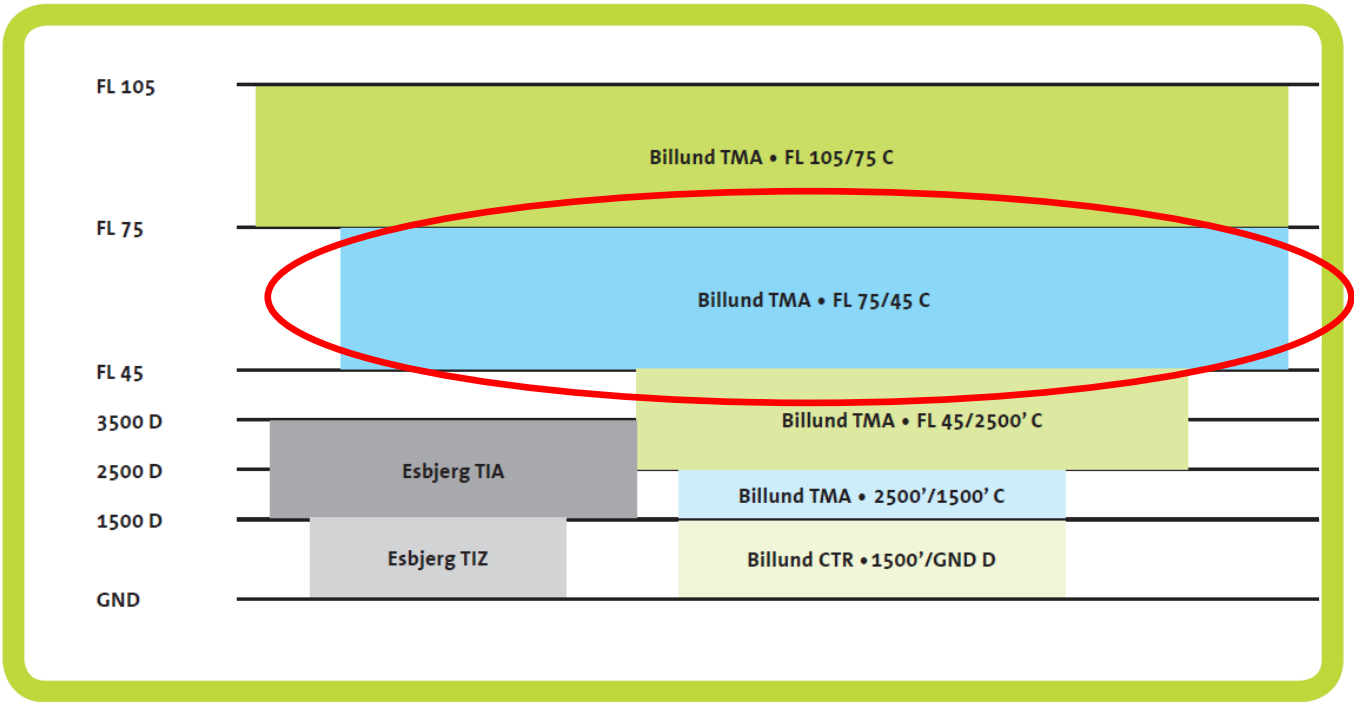 FL 105
Billund TMA • FL 105/75 C
FL 75
Billund TMA • FL 75/45 C
FL 45
3500 D
Billund TMA • FL 45/2500’ C
2500 D
Esbjerg TIA
Billund TMA • 2500’/1500’ C
1500 D
Esbjerg TIZ
Billund CTR •1500’/GND D
GND